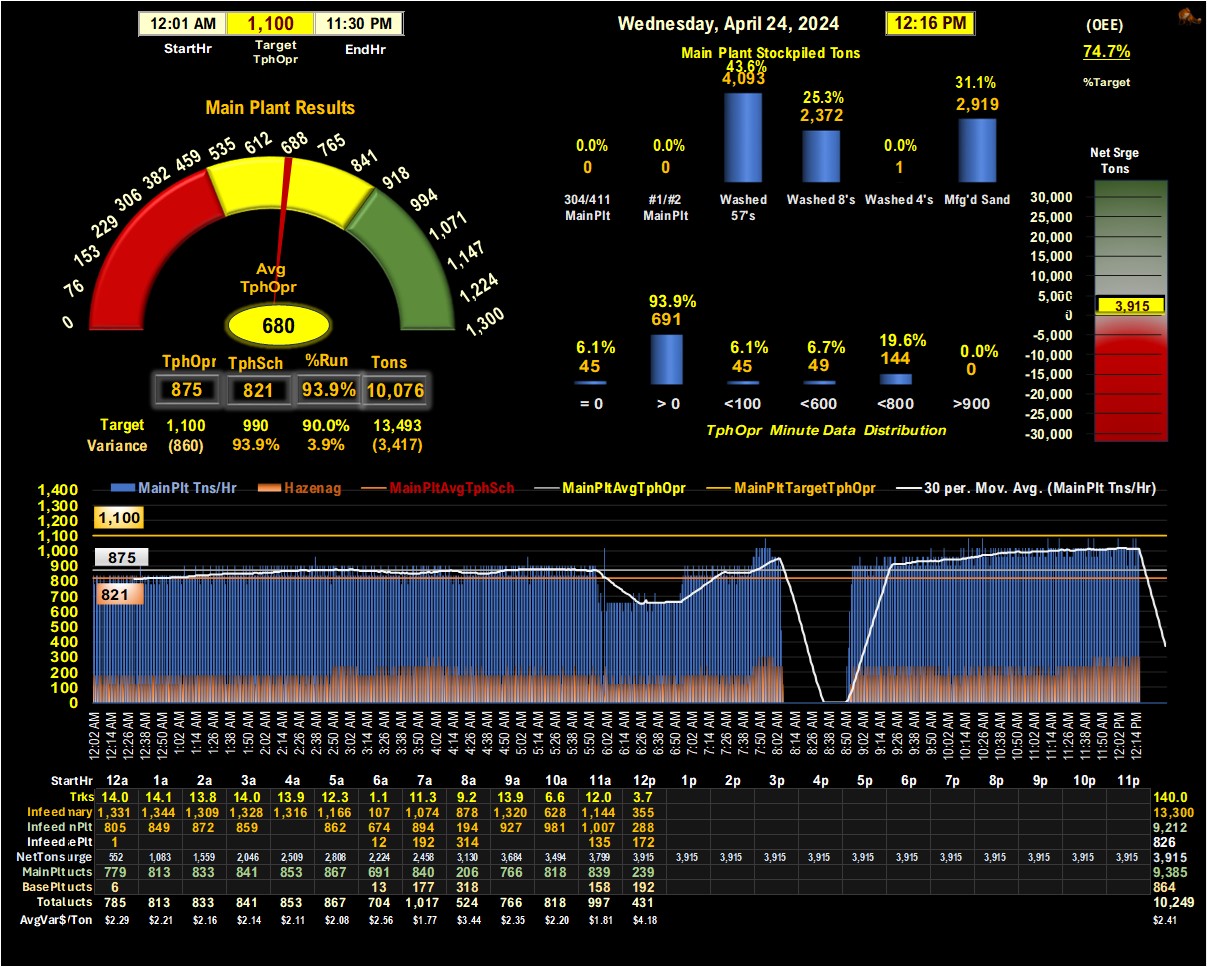 12:01 AM 1,100 11:30 PM
StartHr Target TphOpr EndHr
Wednesday, April 24, 2024 12:16 PM
(OEE)
74.7%
%Target
Main Plant Stockpiled Tons
43.6% 25.3% 31.1%
4,093 2,372 2,919
0.0% 0.0% 0.0%
0 0 1
304/411 MainPlt #1/#2 MainPlt Washed 57's Washed 8's Washed 4's Mfg'd Sand
Main Plant Results
0 76 153 229 306 382 459 535 612 688 765 841 918 994 1,071 1,147 1,224 1,300
Avg
TphOpr
680
TphOpr TphSch %Run Tons
875 821 93.9% 10,076
Target 1,100 990 90.0% 13,493
Variance (860) 93.9% 3.9% (3,417)
6.1% 93.9% 6.1% 6.7% 19.6% 0.0%
45 691 45 49 144 0
= 0 > 0 <100 <600 <800 >900
TphOpr Minute Data Distribution
Net Srge
Tons
30,000
25,000
20,000
15,000
10,000
5,000
3,915
0
-5,000
-10,000
-15,000
-20,000
-25,000
-30,000
MainPlt Tns/Hr Hazenag MainPltAvgTphSch MainPltAvgTphOpr MainPltTargetTphOpr 30 per. Mov. Avg. (MainPlt Tns/Hr)
1,400
1,300
1,200
1,100
1,000
900
800
700
600
500
400
300
200
100
0
1,100
875
821
12:02 AM 12:14 AM 12:26 AM 12:38 AM 12:50 AM 1:02 AM 1:14 AM 1:26 AM 1:38 AM 1:50 AM 2:02 AM 2:14 AM 2:26 AM 2:38 AM 2:50 AM 3:02 AM 3:14 AM 3:26 AM 3:38 AM 3:50 AM 4:02 AM 4:14 AM 4:26 AM 4:38 AM 4:50 AM 5:02 AM 5:14 AM 5:26 AM 5:38 AM 5:50 AM 6:02 AM 6:14 AM 6:26 AM 6:38 AM 6:50 AM 7:02 AM 7:14 AM 7:26 AM 7:38 AM 7:50 AM 8:02 AM 8:14 AM 8:26 AM 8:38 AM 8:50 AM 9:02 AM 9:14 AM 9:26 AM 9:38 AM 9:50 AM 10:02 AM 10:14 AM 10:26 AM 10:38 AM 10:50 AM 11:02 AM 11:14 AM 11:26 AM 11:38 AM 11:50 AM 12:02 PM 12:14 PM
StartHr 12a 1a 2a 3a 4a 5a 6a 7a 8a 9a 10a 11a 12p 1p 2p 3p 4p 5p 6p 7p 8p 9p 10p 11p
Trks 14.0 14.1 13.8 14.0 13.9 12.3 1.1 11.3 9.2 13.9 6.6 12.0 3.7 140.0
Infeed mary 1,331 1,344 1,309 1,328 1,316 1,166 107 1,074 878 1,320 628 1,144 355 13,300
Infeed nPlt 805 849 872 859 862 674 894 194 927 981 1,007 288 9,212
Infeed ePlt 1 12 192 314 135 172 826
NetTons urge 552 1,083 1,559 2,046 2,509 2,808 2,224 2,458 3,130 3,684 3,494 3,799 3,915 3,915 3,915 3,915 3,915 3,915 3,915 3,915 3,915 3,915 3,915 3,915 3,915
MainPlt ucts 779 813 833 841 853 867 691 840 206 766 818 839 239 9,385
BasePlt ucts 6 13 177 318 158 192 864
Total ucts 785 813 833 841 853 867 704 1,017 524 766 818 997 431 10,249
AvgVar$/Ton $2.29 $2.21 $2.16 $2.14 $2.11 $2.08 $2.56 $1.77 $3.44 $2.35 $2.20 $1.81 $4.18 $2.41